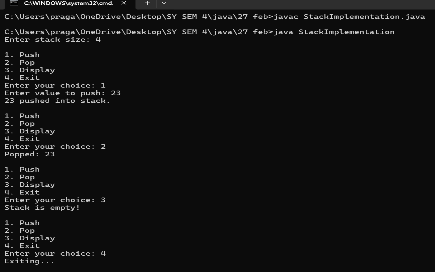 C:\WINDOWS\system32\cmd.
C:\Users\praga\OneDrive\Desktop\SY SEM 4\java\27 feb>javac StackImplementation.java
C:\Users\praga\OneDrive\Desktop\SY SEM 4\java\27 feb>java StackImplementation
Enter stack size: 4
1. Push
2. Pop
3. Display
4. Exit
Enter your choice: 1
Enter value to push: 23
23 pushed into stack.
1. Push
2. Pop
3. Display
4. Exit
Enter your choice: 2
Popped: 23
1. Push
2. Pop
3. Display
4. Exit
Enter your choice: 3
Stack is empty!
1. Push
2. Pop
3. Display
4. Exit
Enter your choice: 4
Exiting...